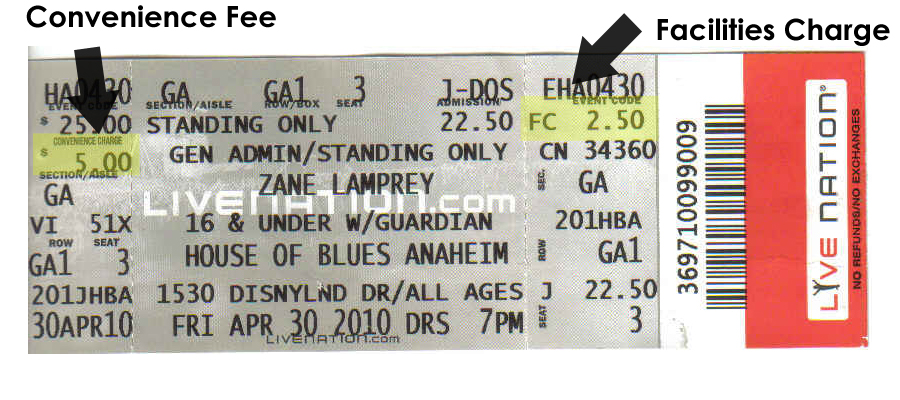 Convenience Fee
Facilities Charge
HA0430 GA GA1 3 J-DOS EHA0430
EVENT CODE SECTION/AISLE ROW/BOX SEAT ADMISSION EVENT CODE
$ 25.00 STANDING ONLY 22.50 FC 2.50
CONVENIENCE CHARGE
$ 5.00 GEN ADMIN/STANDING ONLY CN 34360
SECTION/AISLE
GA ZANE LAMPREY SEC. GA
LIVENATION.com
VI 51X 16 & UNDER W/GUARDIAN 201HBA
ROW SEAT
GA1 3 HOUSE OF BLUES ANAHEIM ROW GA1
201JHBA 1530 DISNYLND DR/ALL AGES J 22.50
30APR10 FRI APR 30 2010 DRS 7PM SEAT 3
LIVENATION.com
369710099009
LIVE NATION®
NO REFUNDS/NO EXCHANGES